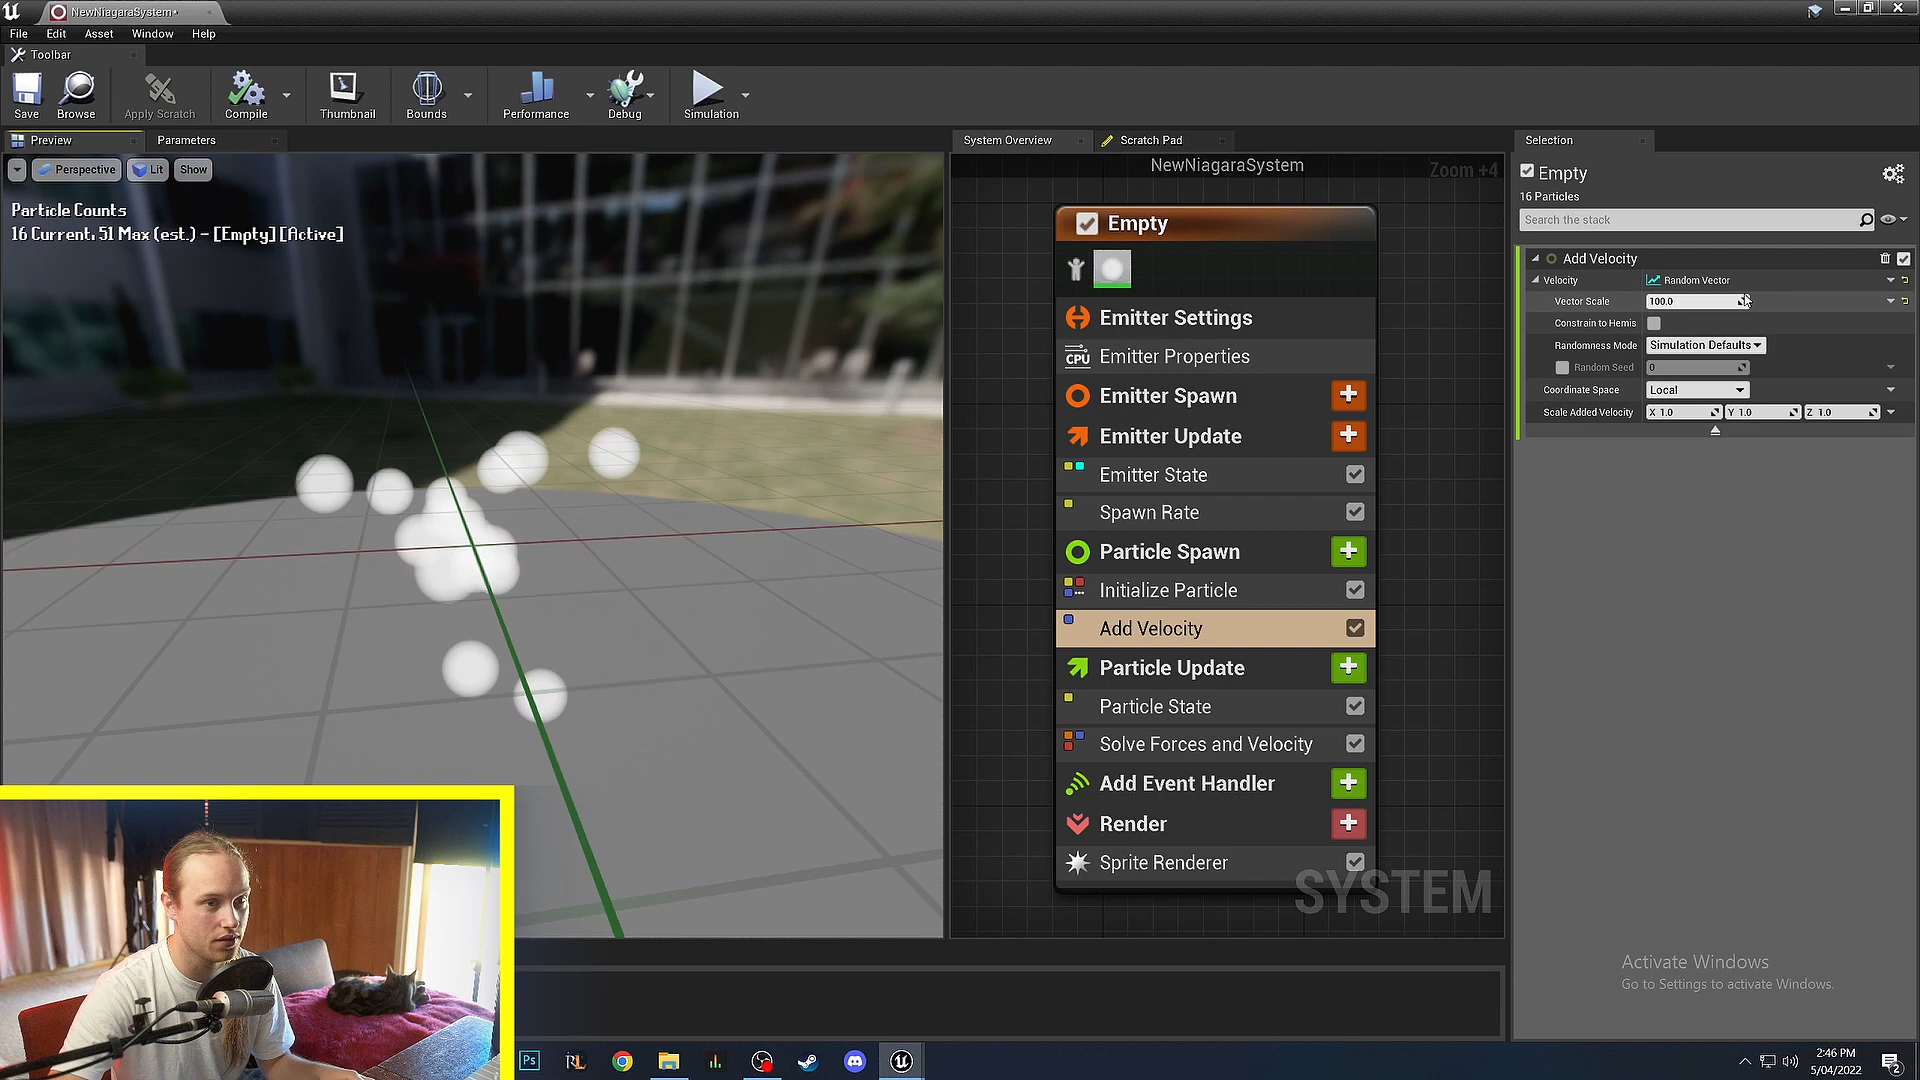 NewNiagaraSystem*
File Edit Asset Window Help
Toolbar
Save Browse Apply Scratch Compile Thumbnail Bounds Performance Debug Simulation
Preview Parameters
System Overview Scratch Pad
Selection
Perspective Lit Show
Particle Counts
16 Current, 51 Max (est.) - [Empty] [Active]
NewNiagaraSystem
Zoom +4
Empty
Emitter Settings
CPU Emitter Properties
Emitter Spawn
Emitter Update
Emitter State
Spawn Rate
Particle Spawn
Initialize Particle
Add Velocity
Particle Update
Particle State
Solve Forces and Velocity
Add Event Handler
Render
Sprite Renderer
SYSTEM
Empty
16 Particles
Search the stack
Add Velocity
Velocity Random Vector
Vector Scale 100.0
Constrain to Hemis
Randomness Mode Simulation Defaults
Random Seed 0
Coordinate Space Local
Scale Added Velocity X 1.0 Y 1.0 Z 1.0
Activate Windows
Go to Settings to activate Windows.
Ps RL
2:46 PM
5/04/2022
2